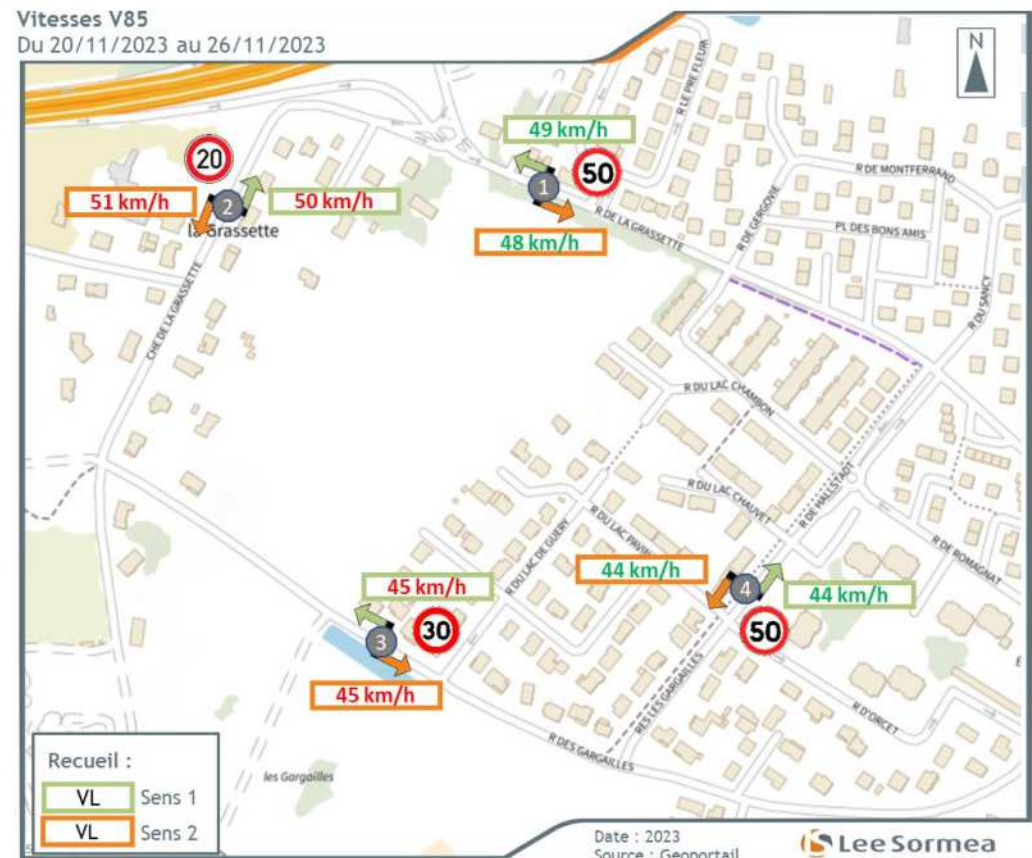 Vitesses V85
Du 20/11/2023 au 26/11/2023
N
R LE PRE FLEURI
49 km/h
20
1
50
R DE MONTFERRAND
51 km/h
2
50 km/h
R DE GERGOVIE
la Grassette
R DE LA GRASSETTE
PL DES BONS AMIS
48 km/h
CHE DE LA GRASSETTE
R DU SANCY
R DU LAC CHAMBON
R DU LAC CHAUVET
R DE HALLSTADT
R DU LAC DE GUERY
R DU LAC PAVIN
R DE ROMAGNAT
44 km/h
4
44 km/h
45 km/h
3
30
50
45 km/h
RES LES GARGAILLES
R D'ORCET
R DES GARGAILLES
les Gargailles
Recueil :
VL Sens 1
VL Sens 2
Date : 2023
Source : Geoportail
Lee Sormea